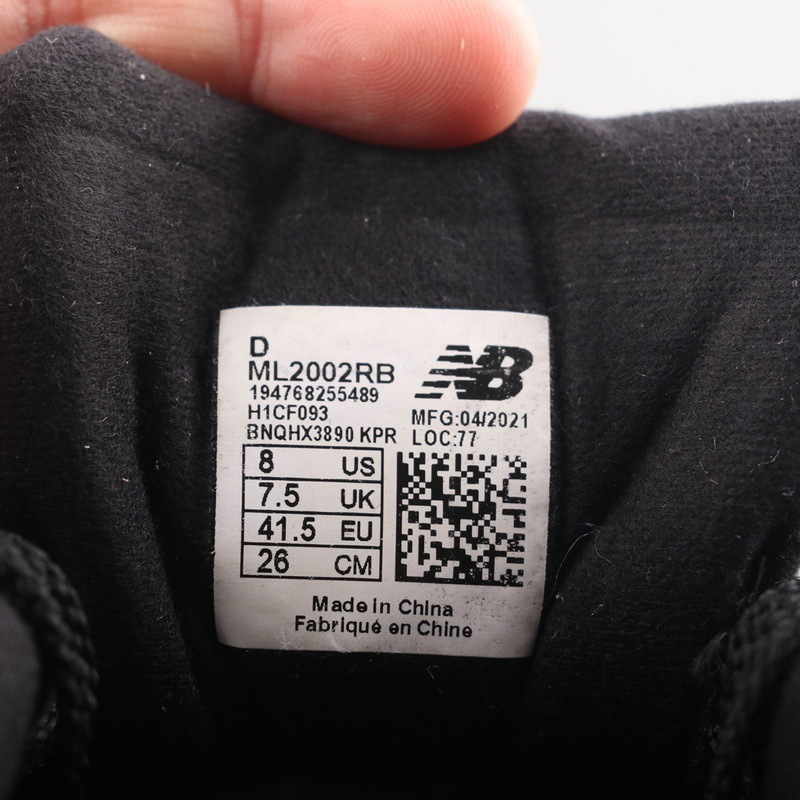 D
ML2002RB
194768255489
H1CF093
BNQHX3890 KPR
NB
MFG:04/2021
LOC:77
8 US
7.5 UK
41.5 EU
26 CM
Made in China
Fabriqué en Chine